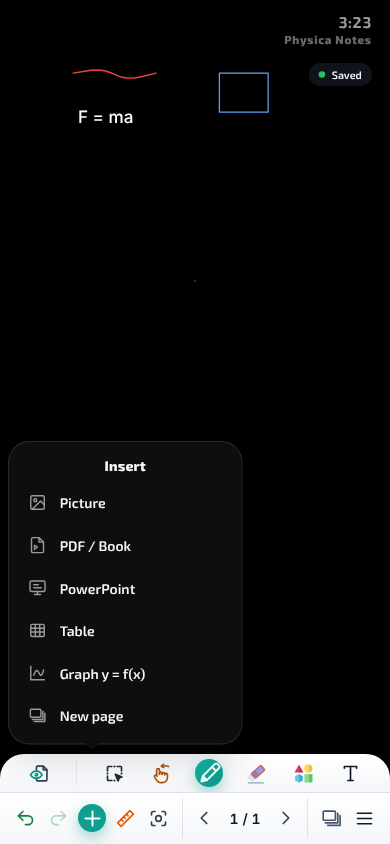 3:23
Physica Notes
Saved
F = ma
Insert
Picture
PDF / Book
PowerPoint
Table
Graph y = f(x)
New page
T
1 / 1